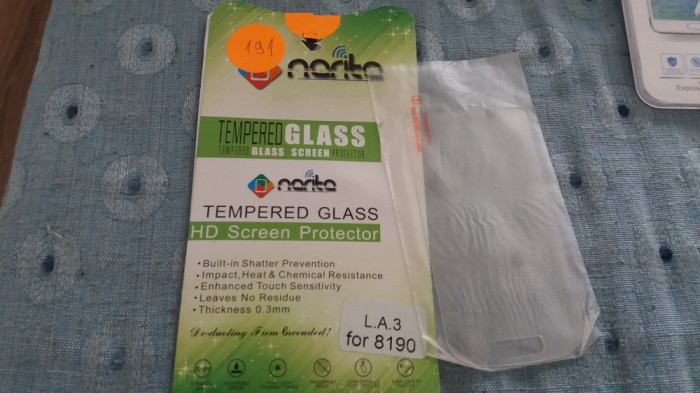 191
narita
TEMPERED GLASS
TEMPERED GLASS SCREEN PROTECTOR
narita
TEMPERED GLASS
HD Screen Protector
• Built-in Shatter Prevention
• Impact,Heat & Chemical Resistance
• Enhanced Touch Sensitivity
• Leaves No Residue
• Thickness 0.3mm
L.A.3
for 8190
Explos